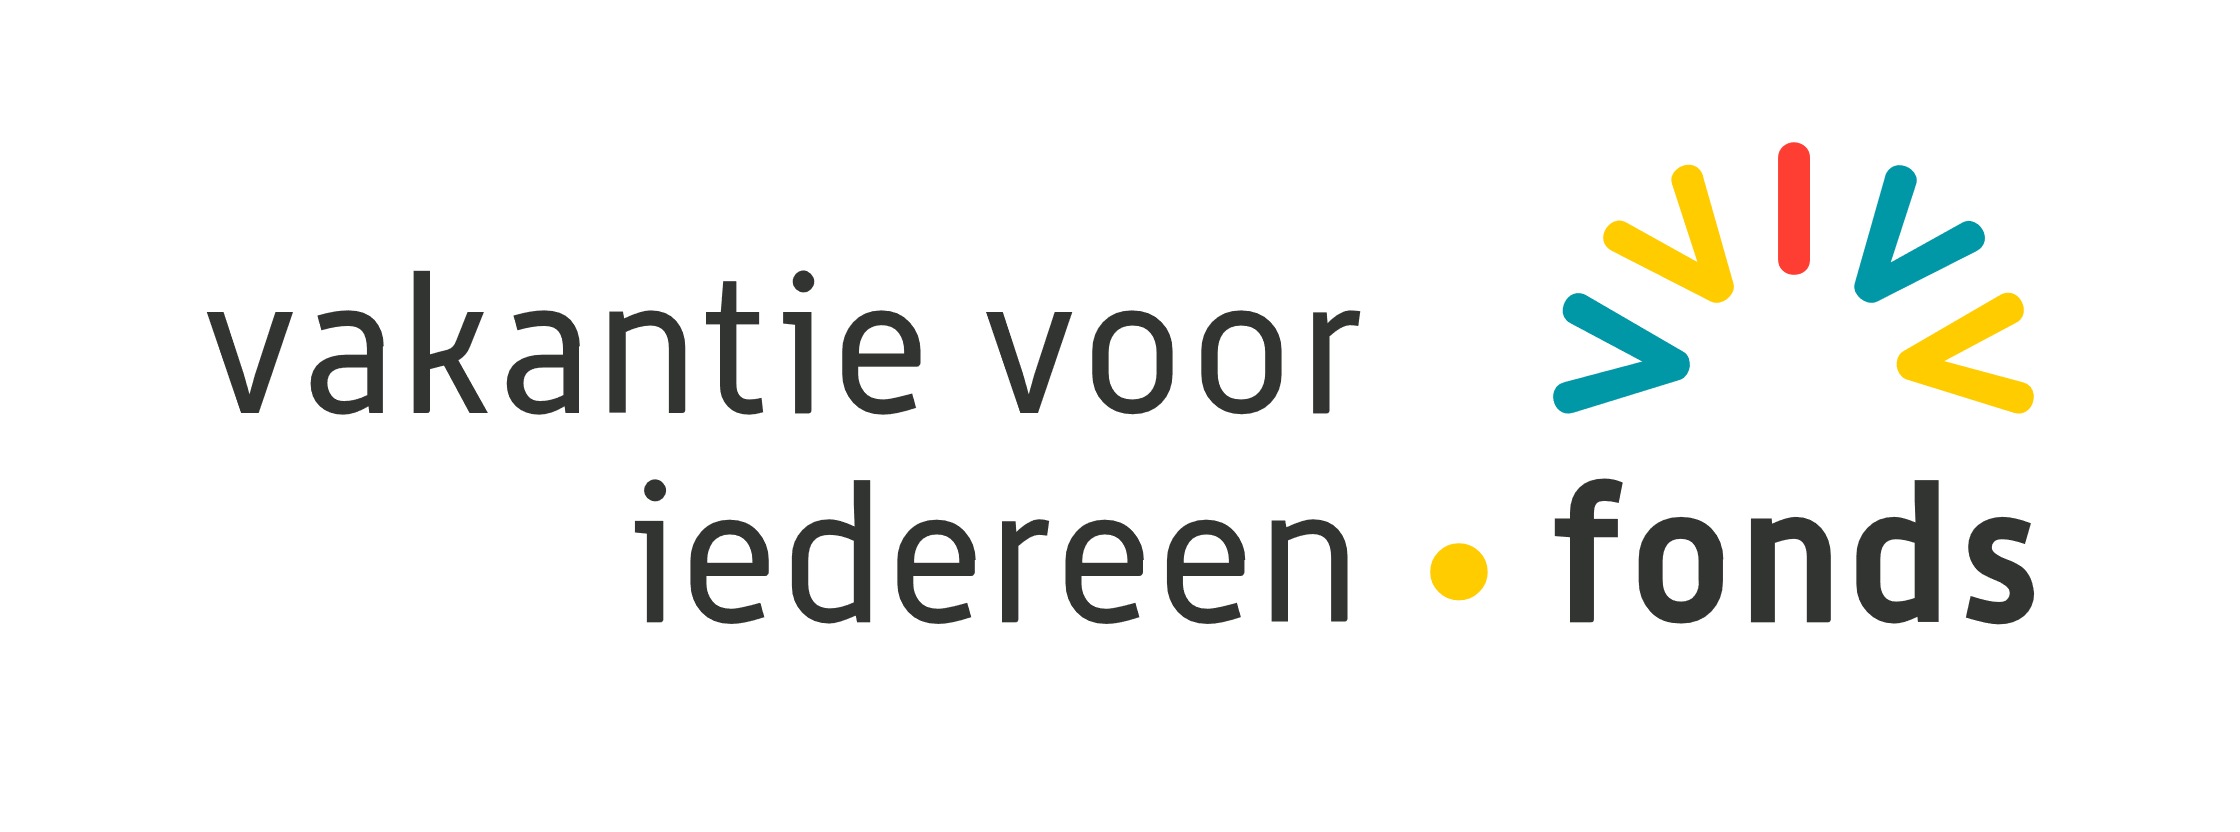 vakantie voor
iedereen • fonds